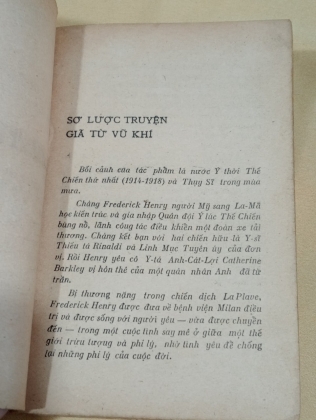 SƠ LƯỢC TRUYỆN
GIÃ TỪ VŨ KHÍ
Bối cảnh của tác phẩm là nước Ý thời Thế
Chiến thứ nhất (1914-1918) và Thụy Sĩ trong mùa
mưa.
Chàng Frederick Henry người Mỹ sang La-Mã
học kiến trúc và gia nhập Quân đội Ý lúc Thế Chiến
bùng nổ, lãnh công tác điều khiển một đoàn xe tải
thương. Chàng kết bạn với hai chiến hữu là Y-sĩ
Thiếu tá Rinaldi và Linh Mục Tuyên úy của đơn
vị. Rồi Henry yêu cô Y-tá Anh-Cát-Lợi Catherine
Barkley vị hôn thê của một quân nhân Anh đã từ
trần.
Bị thương nặng trong chiến dịch La Piave,
Frederick Henry được đưa về bệnh viện Milan điều
trị và được sống với người yêu — vừa được chuyển
đến — trong một cuộc tình say mê ở giữa một thế
giới trừu tượng và phi lý, nhờ tình yêu để chống
lại những phi lý của cuộc đời.